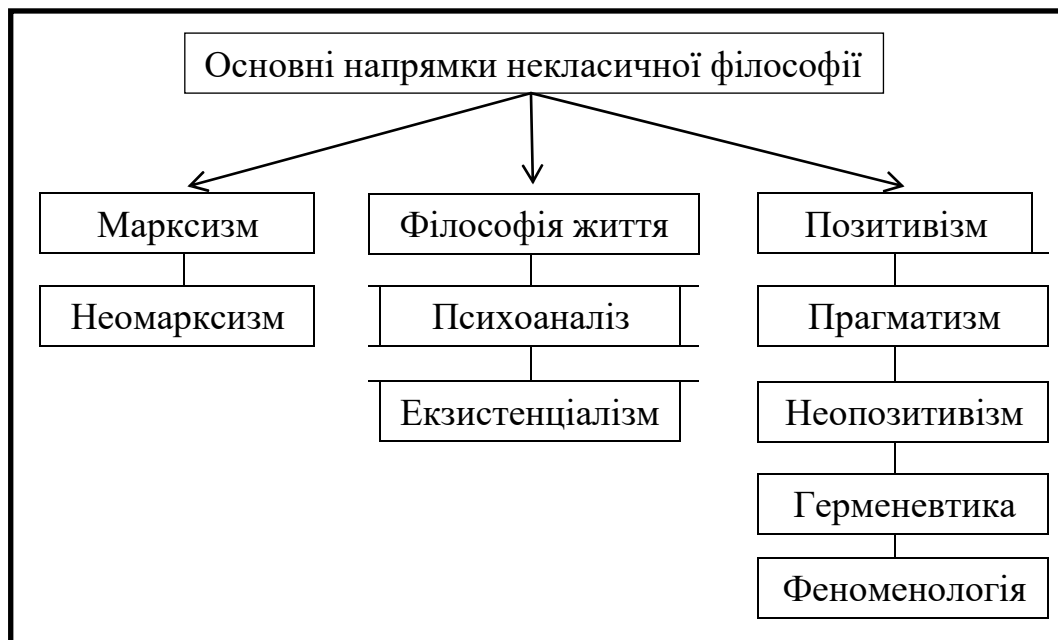 Основні напрямки некласичної філософії
Марксизм
Неомарксизм
Філософія життя
Психоаналіз
Екзистенціалізм
Позитивізм
Прагматизм
Неопозитивізм
Герменевтика
Феноменологія